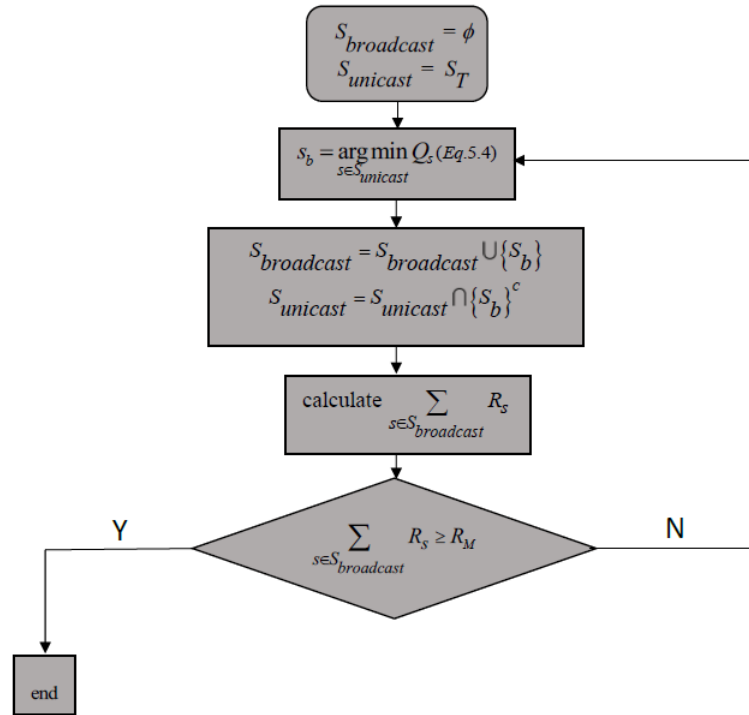 S_broadcast = ϕ
S_unicast = S_T
s_b = arg min Q_s (Eq.5.4)
s∈S_unicast
S_broadcast = S_broadcast ∪ {S_b}
S_unicast = S_unicast ∩ {S_b}^c
calculate ∑ R_s
s∈S_broadcast
Y
∑ R_s ≥ R_M
s∈S_broadcast
N
end